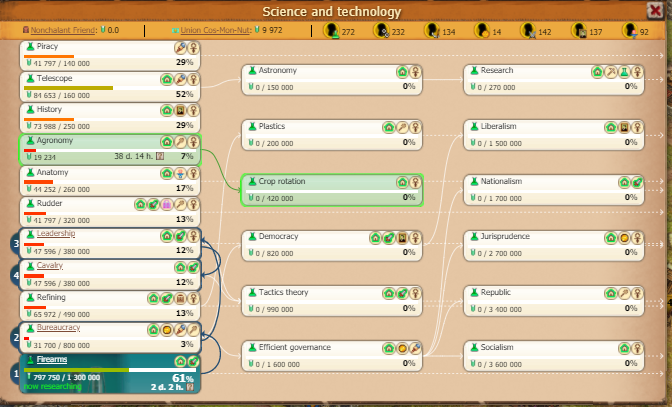 Science and technology
Nonchalant Friend: 0.0
Union Cos-Mon-Nut: 9 972
272
232
134
14
142
137
92
Piracy
41 797 / 140 000
29%
Telescope
84 653 / 160 000
52%
History
73 988 / 250 000
29%
Agronomy
19 234
38 d. 14 h.
7%
Anatomy
44 252 / 260 000
17%
Rudder
41 797 / 320 000
13%
3
Leadership
47 596 / 380 000
12%
4
Cavalry
47 596 / 380 000
12%
Refining
65 972 / 490 000
13%
2
Bureaucracy
31 700 / 800 000
3%
1
Firearms
797 750 / 1 300 000
61%
now researching
2 d. 2 h.
Astronomy
0 / 150 000
0%
Plastics
0 / 200 000
0%
Crop rotation
0 / 420 000
0%
Democracy
0 / 820 000
0%
Tactics theory
0 / 990 000
0%
Efficient governance
0 / 1 600 000
0%
Research
0 / 270 000
0%
Liberalism
0 / 1 500 000
0%
Nationalism
0 / 1 700 000
0%
Jurisprudence
0 / 2 700 000
0%
Republic
0 / 3 400 000
0%
Socialism
0 / 3 600 000
0%